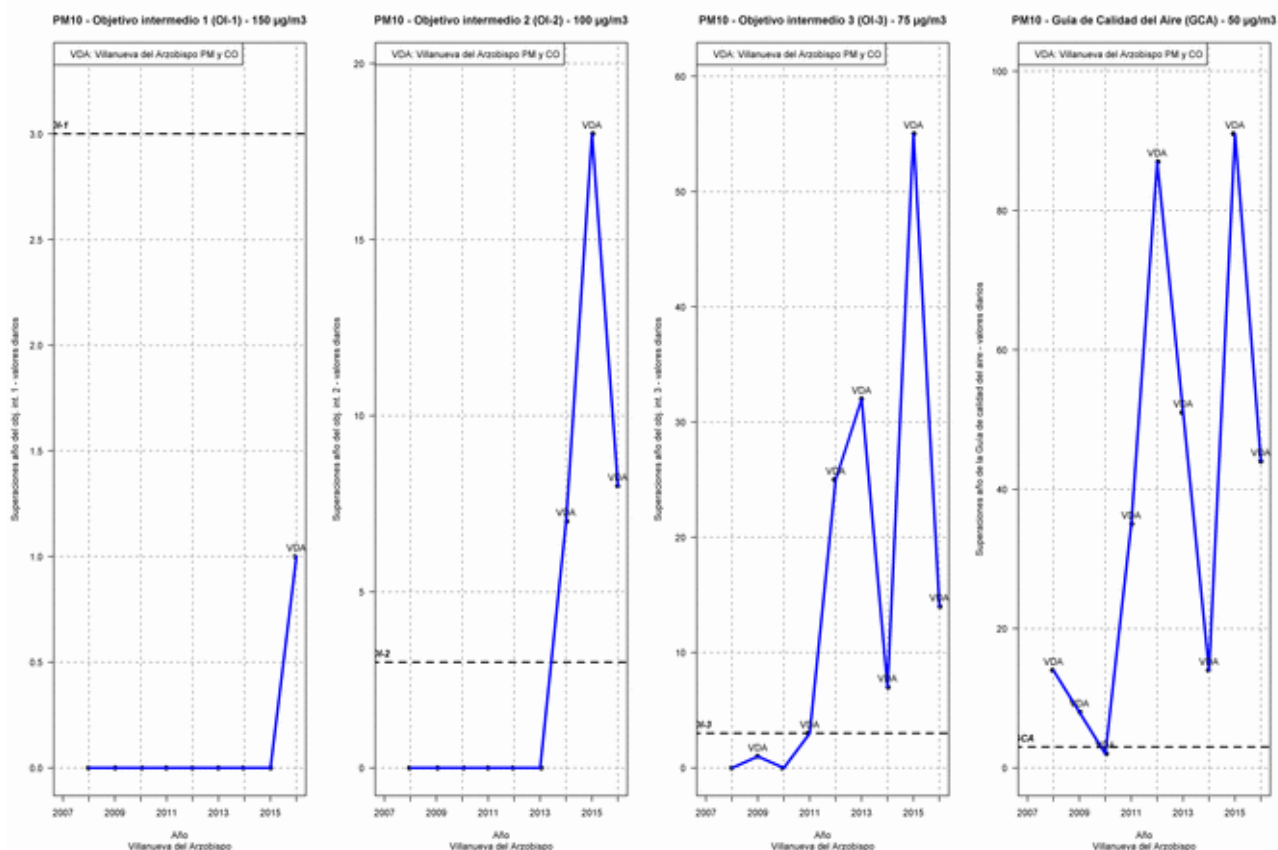 PM10 - Objetivo intermedio 1 (OI-1) - 150 µg/m3
VDA: Villanueva del Arzobispo PM y CO
OI-1
VDA
3.0
2.5
2.0
1.5
1.0
0.5
0.0
Superaciones año del obj. int. 1 - valores diarios
2007
2009
2011
2013
2015
Año
Villanueva del Arzobispo
PM10 - Objetivo intermedio 2 (OI-2) - 100 µg/m3
VDA: Villanueva del Arzobispo PM y CO
20
15
10
5
0
VDA
VDA
VDA
OI-2
Superaciones año del obj. int. 2 - valores diarios
2007
2009
2011
2013
2015
Año
Villanueva del Arzobispo
PM10 - Objetivo intermedio 3 (OI-3) - 75 µg/m3
VDA: Villanueva del Arzobispo PM y CO
60
50
40
30
20
10
0
VDA
VDA
VDA
VDA
VDA
VDA
VDA
OI-3
Superaciones año del obj. int. 3 - valores diarios
2007
2009
2011
2013
2015
Año
Villanueva del Arzobispo
PM10 - Guía de Calidad del Aire (GCA) - 50 µg/m3
VDA: Villanueva del Arzobispo PM y CO
100
80
60
40
20
0
VDA
VDA
VDA
VDA
VDA
VDA
VDA
VDA
VDA
GCA
Superaciones año de la Guía de calidad del aire - valores diarios
2007
2009
2011
2013
2015
Año
Villanueva del Arzobispo